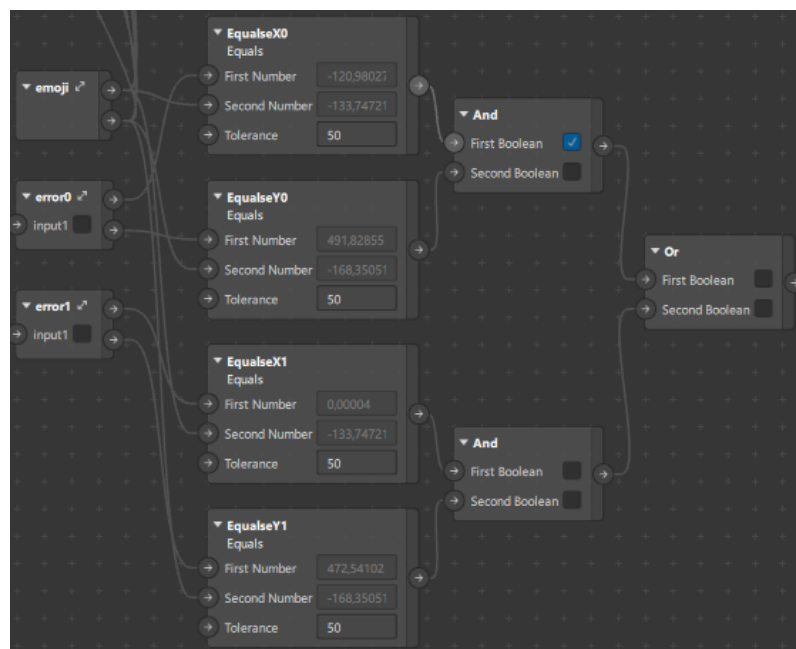 emoji
error0
input1
error1
input1
EqualseX0
Equals
First Number -120,98027
Second Number -133,74721
Tolerance 50
EqualseY0
Equals
First Number 491,82855
Second Number -168,35051
Tolerance 50
EqualseX1
Equals
First Number 0,00004
Second Number -133,74721
Tolerance 50
EqualseY1
Equals
First Number 472,54102
Second Number -168,35051
Tolerance 50
And
First Boolean
Second Boolean
And
First Boolean
Second Boolean
Or
First Boolean
Second Boolean